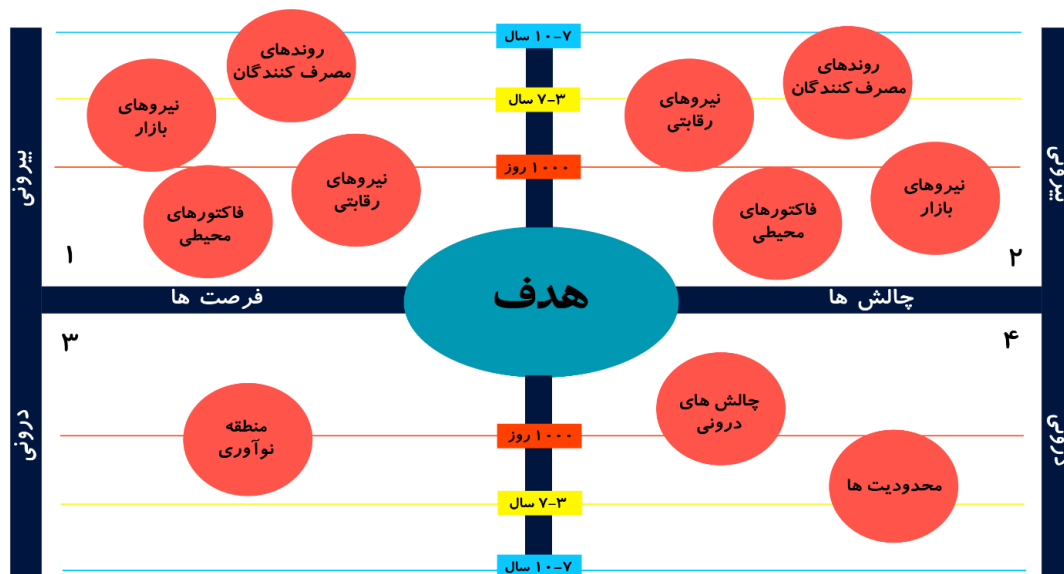 ۷-۱۰ سال
روندهای
مصرف کنندگان
نیروهای
بازار
نیروهای
رقابتی
فاکتورهای
محیطی
۳-۷ سال
۱۰۰۰ روز
روندهای
مصرف کنندگان
نیروهای
رقابتی
نیروهای
بازار
فاکتورهای
محیطی
بیرونی
بیرونی
۱
۲
فرصت ها
هدف
چالش ها
۳
۴
درونی
درونی
منطقه
نوآوری
چالش های
درونی
محدودیت ها
۱۰۰۰ روز
۳-۷ سال
۷-۱۰ سال